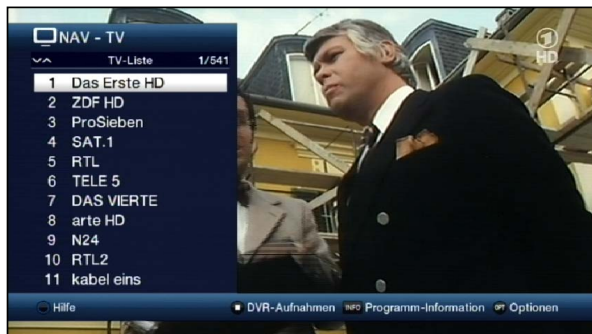 NAV - TV
TV-Liste 1/541
1 Das Erste HD
2 ZDF HD
3 ProSieben
4 SAT.1
5 RTL
6 TELE 5
7 DAS VIERTE
8 arte HD
9 N24
10 RTL2
11 kabel eins
1
HD
Hilfe DVR-Aufnahmen INFO Programm-Information OPT Optionen